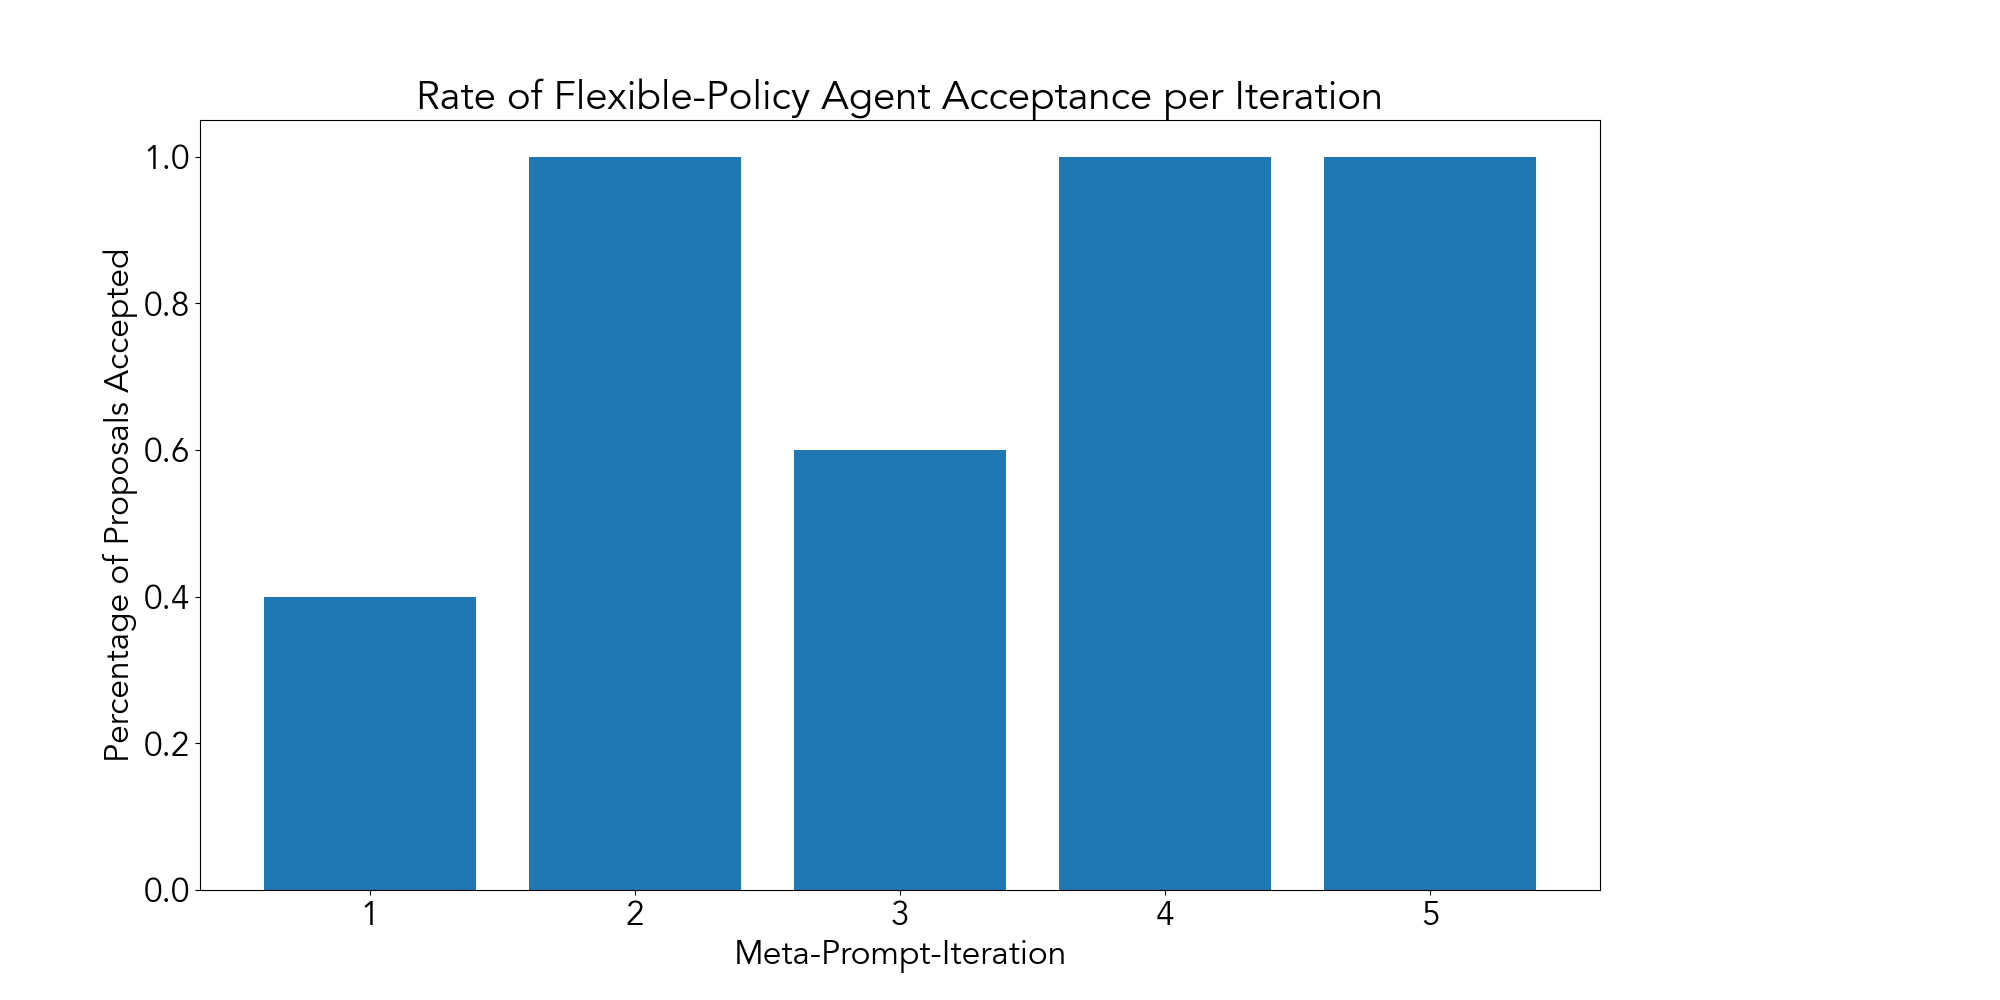 Rate of Flexible-Policy Agent Acceptance per Iteration
Percentage of Proposals Accepted
1.0
0.8
0.6
0.4
0.2
0.0
1 2 3 4 5
Meta-Prompt-Iteration